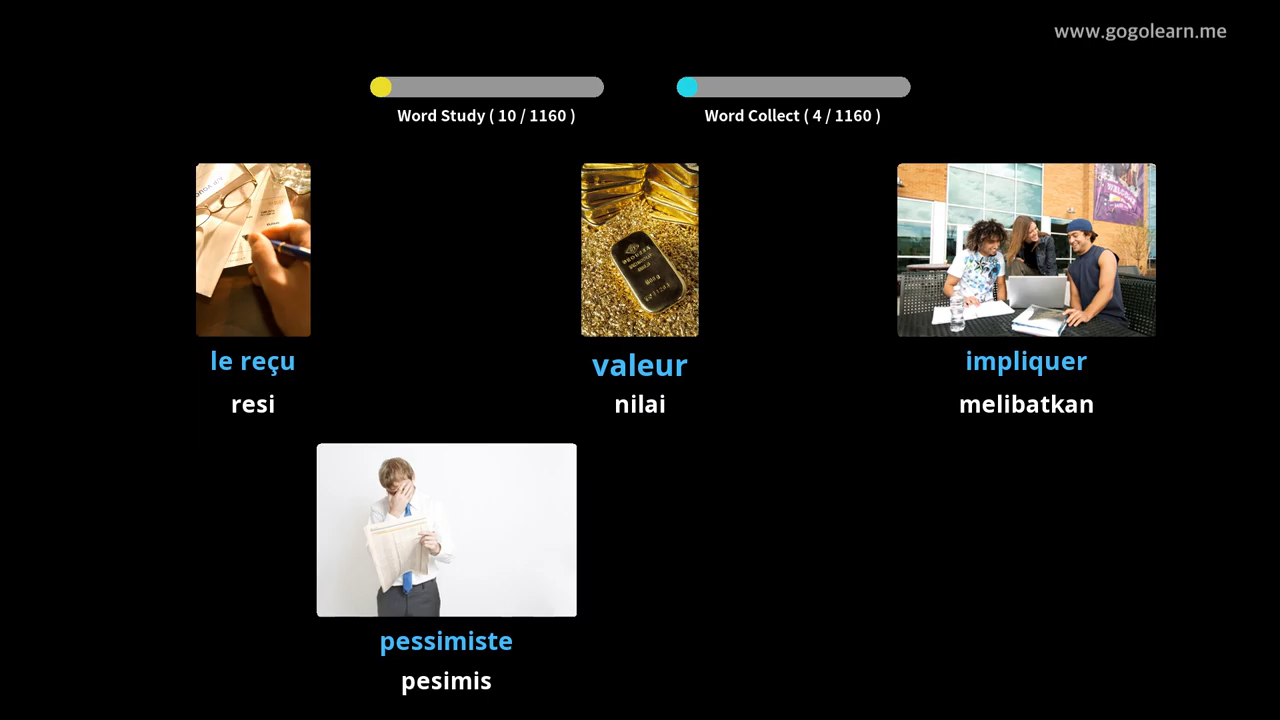 www.gogolearn.me
Word Study ( 10 / 1160 )
Word Collect ( 4 / 1160 )
le reçu
resi
valeur
nilai
impliquer
melibatkan
pessimiste
pesimis